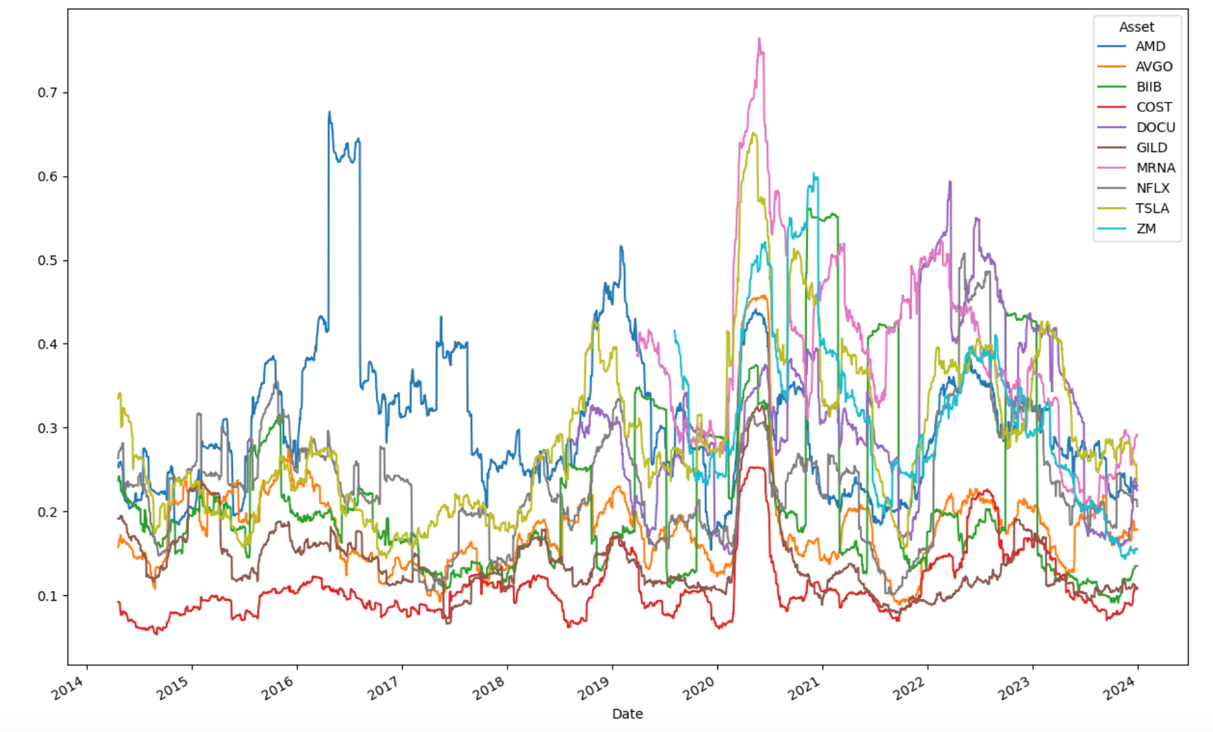 Asset
AMD
AVGO
BIIB
COST
DOCU
GILD
MRNA
NFLX
TSLA
ZM
0.7
0.6
0.5
0.4
0.3
0.2
0.1
2014 2015 2016 2017 2018 2019 2020 2021 2022 2023 2024
Date